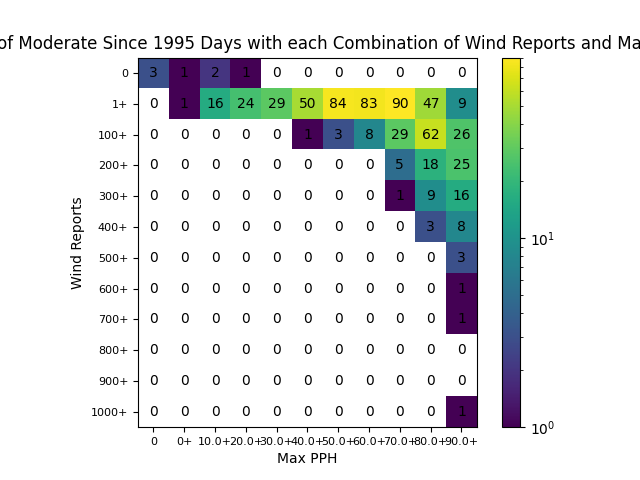 of Moderate Since 1995 Days with each Combination of Wind Reports and Ma
0 3 1 2 1 0 0 0 0 0 0 0
1+ 0 1 16 24 29 50 84 83 90 47 9
100+ 0 0 0 0 0 1 3 8 29 62 26
200+ 0 0 0 0 0 0 0 0 5 18 25
300+ 0 0 0 0 0 0 0 0 1 9 16
400+ 0 0 0 0 0 0 0 0 0 3 8
500+ 0 0 0 0 0 0 0 0 0 0 3
600+ 0 0 0 0 0 0 0 0 0 0 1
700+ 0 0 0 0 0 0 0 0 0 0 1
800+ 0 0 0 0 0 0 0 0 0 0 0
900+ 0 0 0 0 0 0 0 0 0 0 0
1000+ 0 0 0 0 0 0 0 0 0 0 1
0 0+ 10.0+ 20.0+ 30.0+ 40.0+ 50.0+ 60.0+ 70.0+ 80.0+ 90.0+
Max PPH
Wind Reports
10¹
10⁰